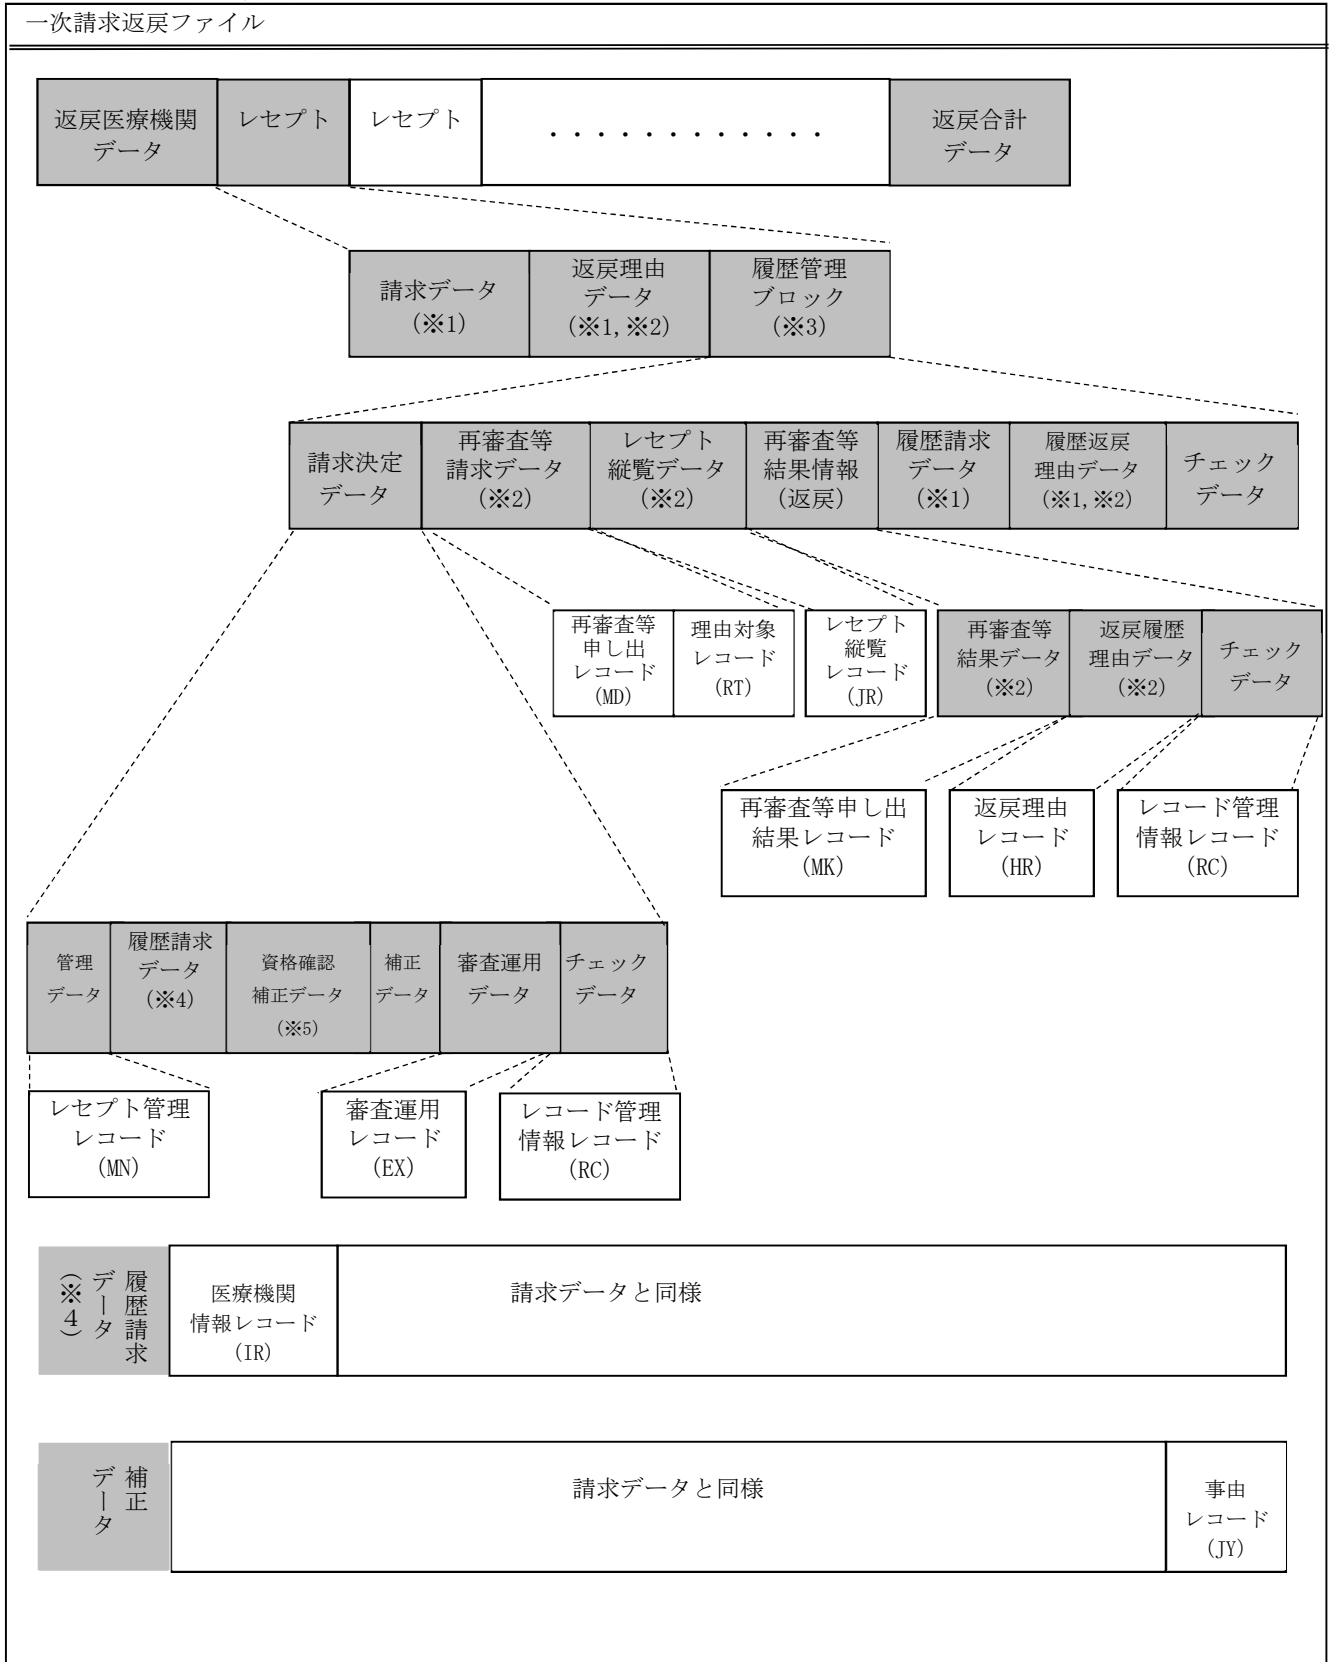 一次請求返戻ファイル
返戻医療機関
データ
レセプト
レセプト
・・・・・・・・・・・・
返戻合計
データ
請求データ
(※1)
返戻理由
データ
(※1,※2)
履歴管理
ブロック
(※3)
請求決定
データ
再審査等
請求データ
(※2)
レセプト
縦覧データ
(※2)
再審査等
結果情報
(返戻)
履歴請求
データ
(※1)
履歴返戻
理由データ
(※1,※2)
チェック
データ
再審査等
申し出
レコード
(MD)
理由対象
レコード
(RT)
レセプト
縦覧
レコード
(JR)
再審査等
結果データ
(※2)
返戻履歴
理由データ
(※2)
チェック
データ
再審査等申し出
結果レコード
(MK)
返戻理由
レコード
(HR)
レコード管理
情報レコード
(RC)
管理
データ
履歴請求
データ
(※4)
資格確認
補正データ
(※5)
補正
データ
審査運用
データ
チェック
データ
レセプト管理
レコード
(MN)
審査運用
レコード
(EX)
レコード管理
情報レコード
(RC)
履歴請求
データ
(※4)
医療機関
情報レコード
(IR)
請求データと同様
補正
データ
請求データと同様
事由
レコード
(JY)